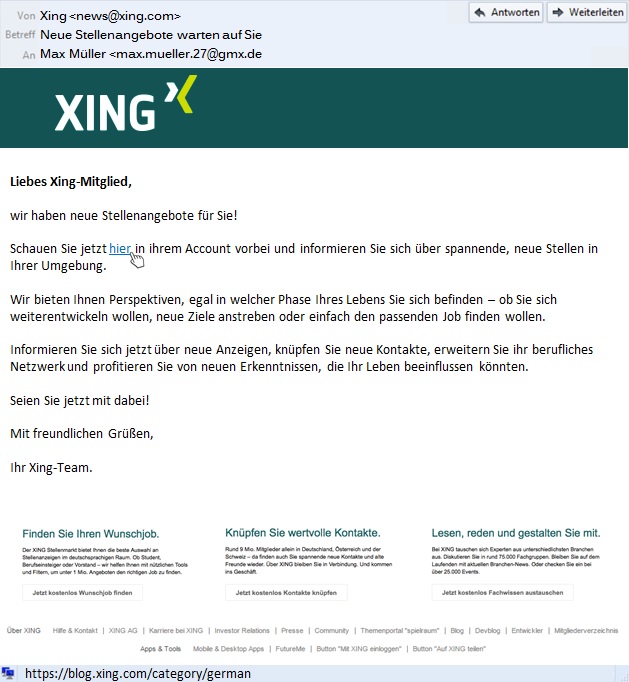 Von Xing <news@xing.com>
Antworten Weiterleiten
Betreff Neue Stellenangebote warten auf Sie
An Max Müller <max.mueller.27@gmx.de
XING
Liebes Xing-Mitglied,
wir haben neue Stellenangebote für Sie!
Schauen Sie jetzt hier in ihrem Account vorbei und informieren Sie sich über spannende, neue Stellen in
Ihrer Umgebung.
Wir bieten Ihnen Perspektiven, egal in welcher Phase Ihres Lebens Sie sich befinden – ob Sie sich
weiterentwickeln wollen, neue Ziele anstreben oder einfach den passenden Job finden wollen.
Informieren Sie sich jetzt über neue Anzeigen, knüpfen Sie neue Kontakte, erweitern Sie ihr berufliches
Netzwerk und profitieren Sie von neuen Erkenntnissen, die Ihr Leben beeinflussen könnten.
Seien Sie jetzt mit dabei!
Mit freundlichen Grüßen,
Ihr Xing-Team.
Finden Sie Ihren Wunschjob.
Der XING Stellenmarkt bietet Ihnen die beste Auswahl an
Stellenanzeigen im deutschsprachigen Raum. Ob Student,
Berufseinsteiger oder Vorstand – wir helfen Ihnen mit nützlichen Tools
und Filtern, um unter 1 Mio. Angeboten den richtigen Job zu finden.
Jetzt kostenlos Wunschjob finden
Knüpfen Sie wertvolle Kontakte.
Rund 9 Mio. Mitglieder allein in Deutschland, Österreich und der
Schweiz – da finden auch Sie spannende neue Kontakte und alte
Freunde wieder. Über XING bleiben Sie in Verbindung. Und kommen
ins Geschäft.
Jetzt kostenlos Kontakte knüpfen
Lesen, reden und gestalten Sie mit.
Bei XING tauschen sich Experten aus unterschiedlichsten Branchen
aus. Diskutieren Sie in rund 75.000 Fachgruppen. Bleiben Sie auf dem
Laufenden mit aktuellen Branchen-News. Oder checken Sie ein bei
über 25.000 Events.
Jetzt kostenlos Fachwissen austauschen
Über XING Hilfe & Kontakt | XING AG | Karriere bei XING | Investor Relations | Presse | Community | Themenportal "spielraum" | Blog | Devblog | Entwickler | Mitgliederverzeichnis
Apps & Tools Mobile & Desktop Apps | FutureMe | Button "Mit XING einloggen" | Button "Auf XING teilen"
https://blog.xing.com/category/german